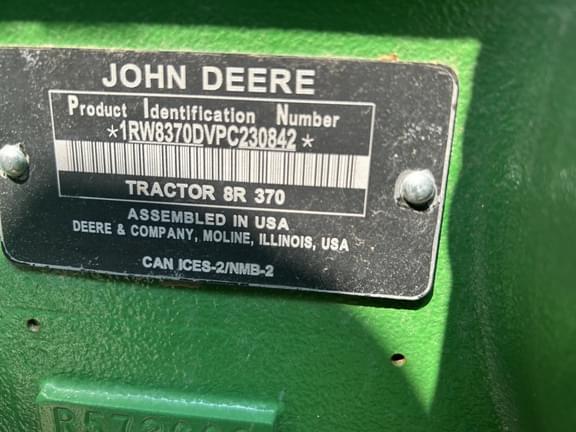 JOHN DEERE
Product Identification Number
*1RW8370DVPC230842*
TRACTOR 8R 370
ASSEMBLED IN USA
DEERE & COMPANY, MOLINE, ILLINOIS, USA
CAN ICES-2/NMB-2